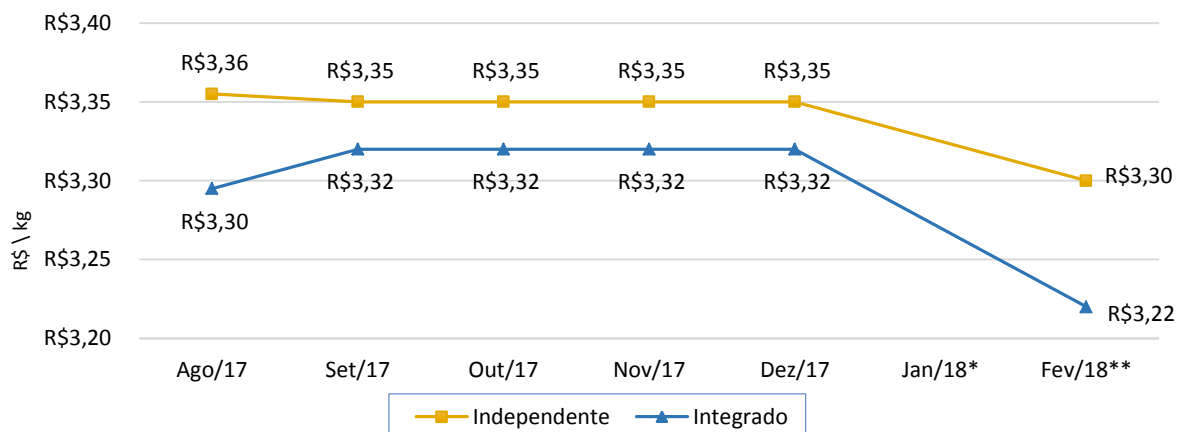 R$3,40
R$3,36
R$3,35 R$3,35 R$3,35 R$3,35
R$3,35
R$3,30
R$3,30
R$3,32 R$3,32 R$3,32 R$3,32
R$3,30
R$ \ kg
R$3,25
R$3,22
R$3,20
Ago/17 Set/17 Out/17 Nov/17 Dez/17 Jan/18* Fev/18**
Independente Integrado